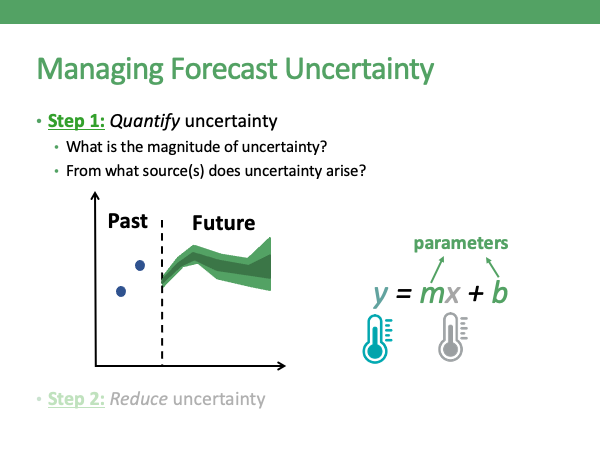 Managing Forecast Uncertainty
• Step 1: Quantify uncertainty
• What is the magnitude of uncertainty?
• From what source(s) does uncertainty arise?
Past Future
parameters
y = mx + b
• Step 2: Reduce uncertainty